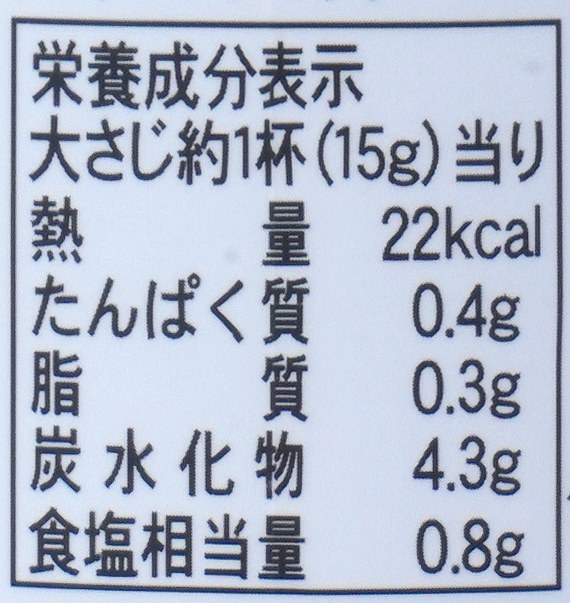 栄養成分表示
大さじ約1杯(15g)当り
熱量 22kcal
たんぱく質 0.4g
脂質 0.3g
炭水化物 4.3g
食塩相当量 0.8g